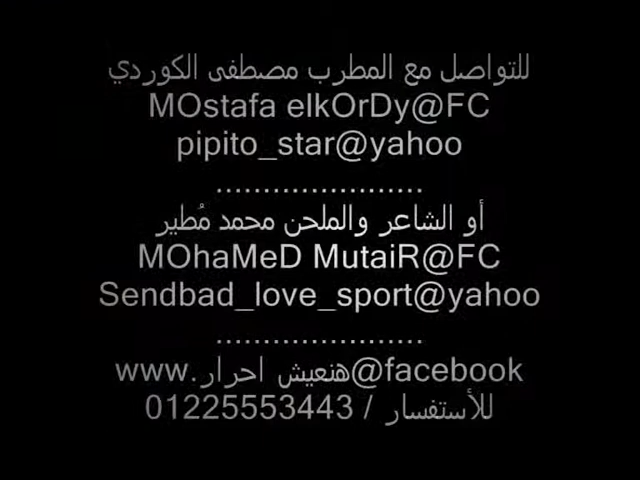 للتواصل مع المطرب مصطفى الكوردي
MOstafa elkOrDy@FC
pipito_star@yahoo
......................
أو الشاعر والملحن محمد مُطير
MOhaMeD MutaiR@FC
Sendbad_love_sport@yahoo
......................
www.هنعيش احرار@facebook
للأستفسار / 01225553443